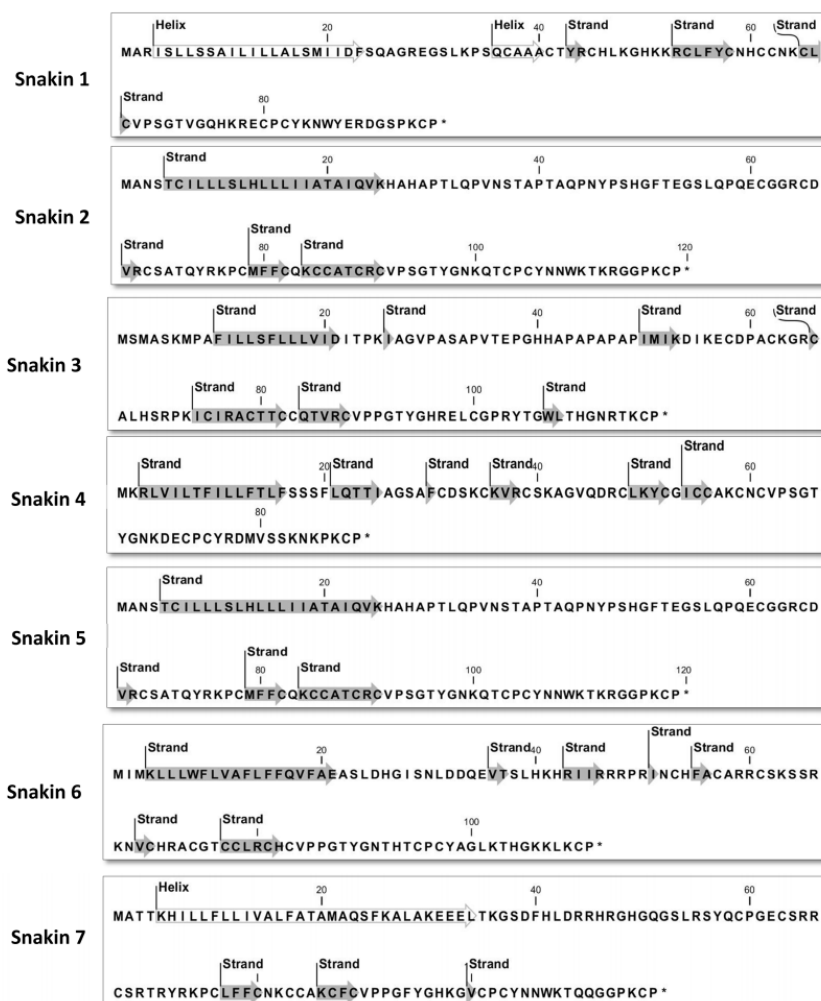 Helix 20 Helix 40 Strand Strand 60 Strand
Snakin 1
MARISLLSSAILILLALSMIIDFSQAGREGSLKPSQCAAACTYRCHLKGHKKRCLFYCNHCCNKCL
Strand 80
CVPSGTVGQHKRECPCYKNWYERDGSPKCP*
Strand 20 40 60
Snakin 2
MANSTCILLLSLHLLLIIATAIQVKHAHAPTLQPVNSTAPTAQPNYPSHGFTEGSLQPQECGGRCD
Strand Strand 80 Strand 100 120
VRCSATQYRKPCMFFCQKCCATCRCVPSGTYGNKQTCPCYNNWKTKRGGPKCP*
Strand 20 Strand 40 Strand 60 Strand
Snakin 3
MSMASKMPAFILLSFLLLVIDITPKIAGVPASAPVTEPGHHAPAPAPAPIMIKDIKECDPACKGRC
Strand 80 Strand 100 Strand
ALHSRPKICIRACTTCCQTVRCVPPGTYGHRELCGPRYTGWLTHGNRTKCP*
Strand 20 Strand Strand Strand 40 Strand Strand 60
Snakin 4
MKRLVILTFILLFTLFSSSFLQTTIAGSAFCDSKCKVRCSKAGVQDRCLKYCGICCAKCNCVPSGT
80
YGNKDECPCYRDMVSSKNKPKCP*
Strand 20 40 60
Snakin 5
MANSTCILLLSLHLLLIIATAIQVKHAHAPTLQPVNSTAPTAQPNYPSHGFTEGSLQPQECGGRCD
Strand Strand 80 Strand 100 120
VRCSATQYRKPCMFFCQKCCATCRCVPSGTYGNKQTCPCYNNWKTKRGGPKCP*
Strand 20 Strand 40 Strand Strand Strand 60
Snakin 6
MIMKLLLWFLVAFLFFQVFAEASLDHGISNLDDQEVTSLHKHRIIRRRRPRINCHFACARRCSKSSR
Strand Strand 100
KNVCHRACGTCCLRCHCVPPGTYGNTHTCPCYAGLKTHGKKLKCP*
Helix 20 40 60
Snakin 7
MATTKHILLFLLIVALFATAMAQSFKALAKEEELTKGSDFHLDRRHRGHGQGSLRSYQCPGECSRR
Strand Strand Strand
CSRTRYRKPCLFFCNKCCAKCFCVPPGFYGHKGVCPCYNNWKTQQGGPKCP*